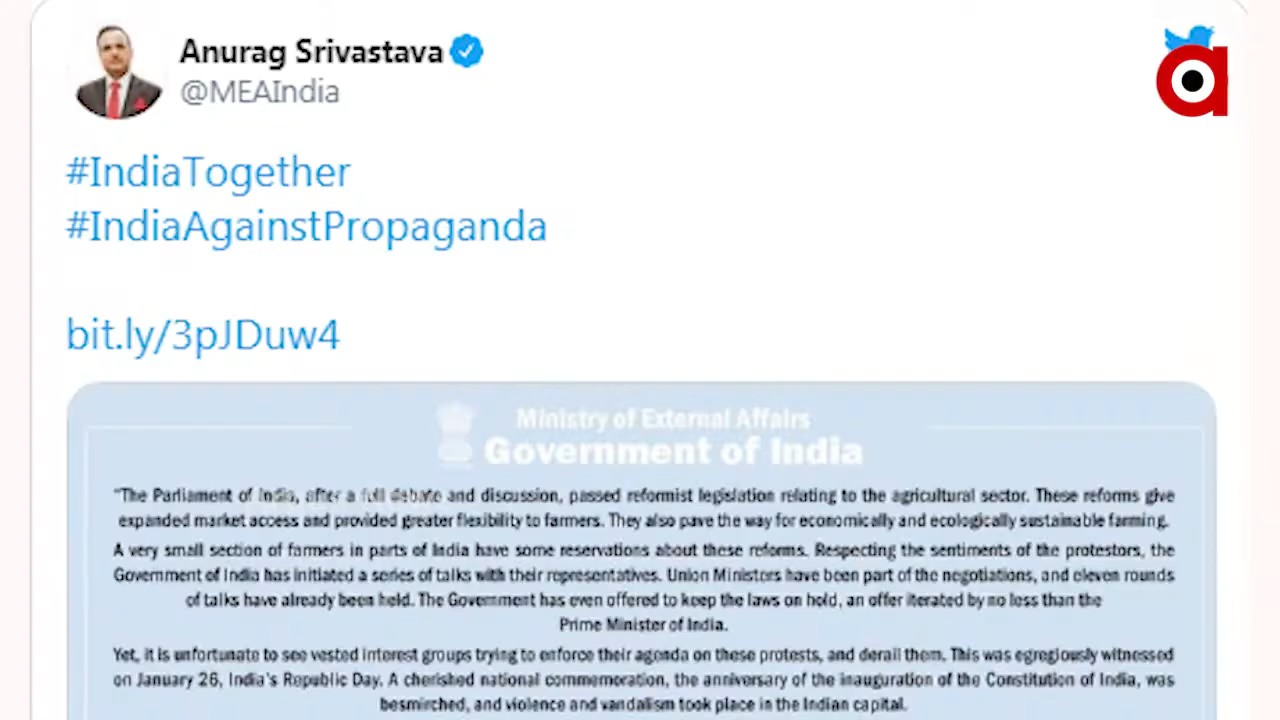 Anurag Srivastava
@MEAIndia
#IndiaTogether
#IndiaAgainstPropaganda
bit.ly/3pJDuw4
Ministry of External Affairs
Government of India
"The Parliament of India, after a full debate and discussion, passed reformist legislation relating to the agricultural sector. These reforms give
expanded market access and provided greater flexibility to farmers. They also pave the way for economically and ecologically sustainable farming.
A very small section of farmers in parts of India have some reservations about these reforms. Respecting the sentiments of the protestors, the
Government of India has initiated a series of talks with their representatives. Union Ministers have been part of the negotiations, and eleven rounds
of talks have already been held. The Government has even offered to keep the laws on hold, an offer iterated by no less than the
Prime Minister of India.
Yet, it is unfortunate to see vested interest groups trying to enforce their agenda on these protests, and derail them. This was egregiously witnessed
on January 26, India's Republic Day. A cherished national commemoration, the anniversary of the inauguration of the Constitution of India, was
besmirched, and violence and vandalism took place in the Indian capital.